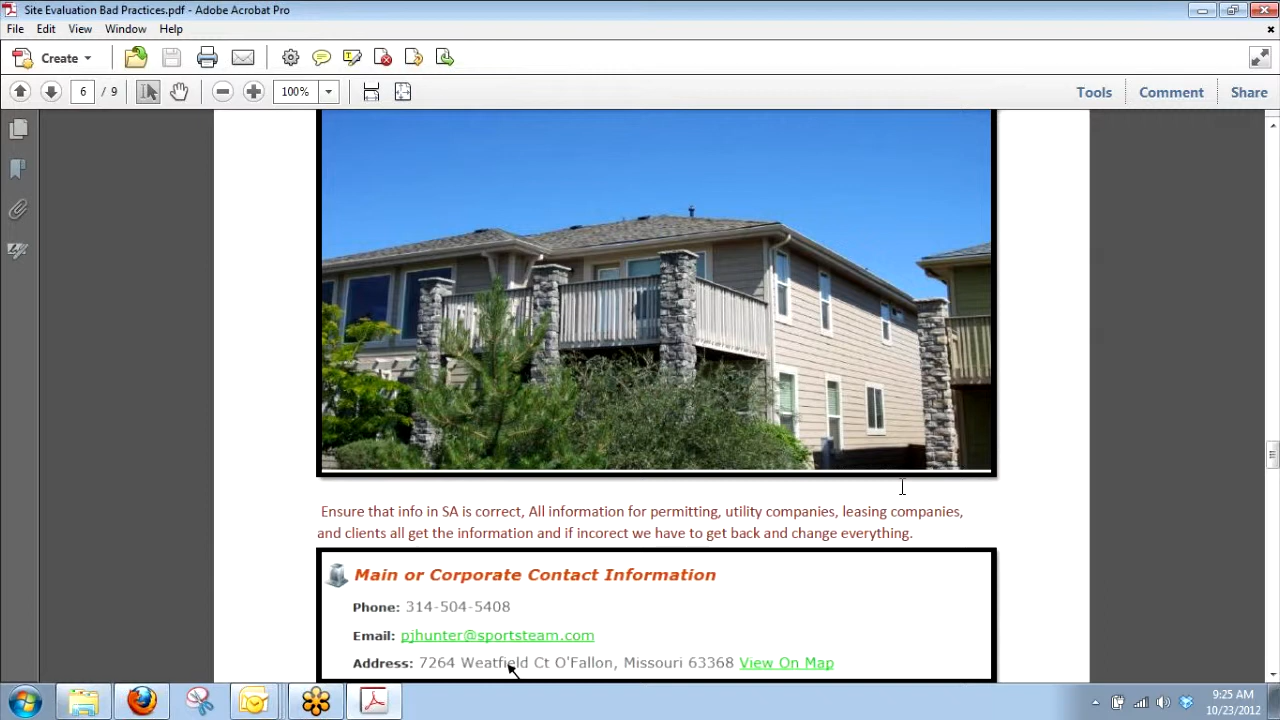 Site Evaluation Bad Practices.pdf - Adobe Acrobat Pro
File Edit View Window Help
Create
6 / 9 100% Tools Comment Share
Ensure that info in SA is correct, All information for permitting, utility companies, leasing companies,
and clients all get the information and if incorect we have to get back and change everything.
Main or Corporate Contact Information
Phone: 314-504-5408
Email: pjhunter@sportsteam.com
Address: 7264 Weatfield Ct O'Fallon, Missouri 63368 View On Map
9:25 AM
10/23/2012